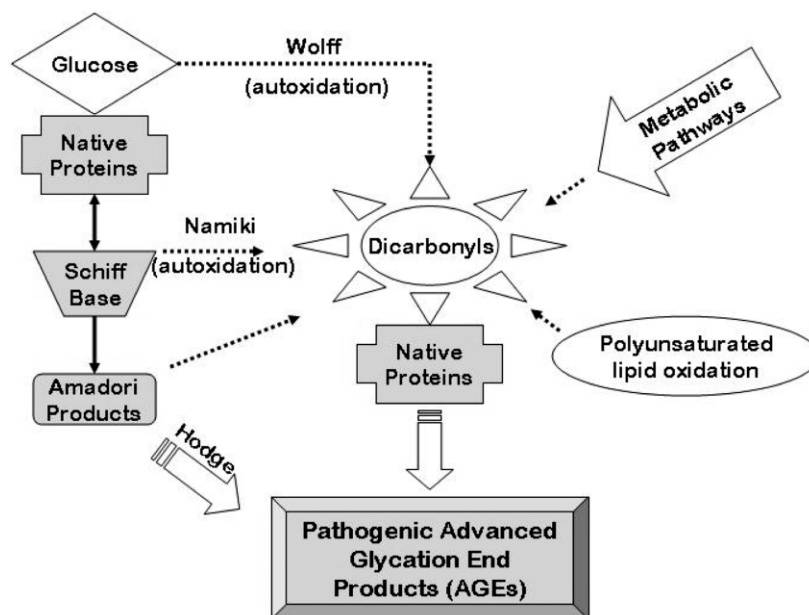 Glucose
Wolff
(autoxidation)
Metabolic
Pathways
Native
Proteins
Namiki
(autoxidation)
Dicarbonyls
Schiff
Base
Native
Proteins
Polyunsaturated
lipid oxidation
Amadori
Products
Hodge
Pathogenic Advanced
Glycation End
Products (AGEs)